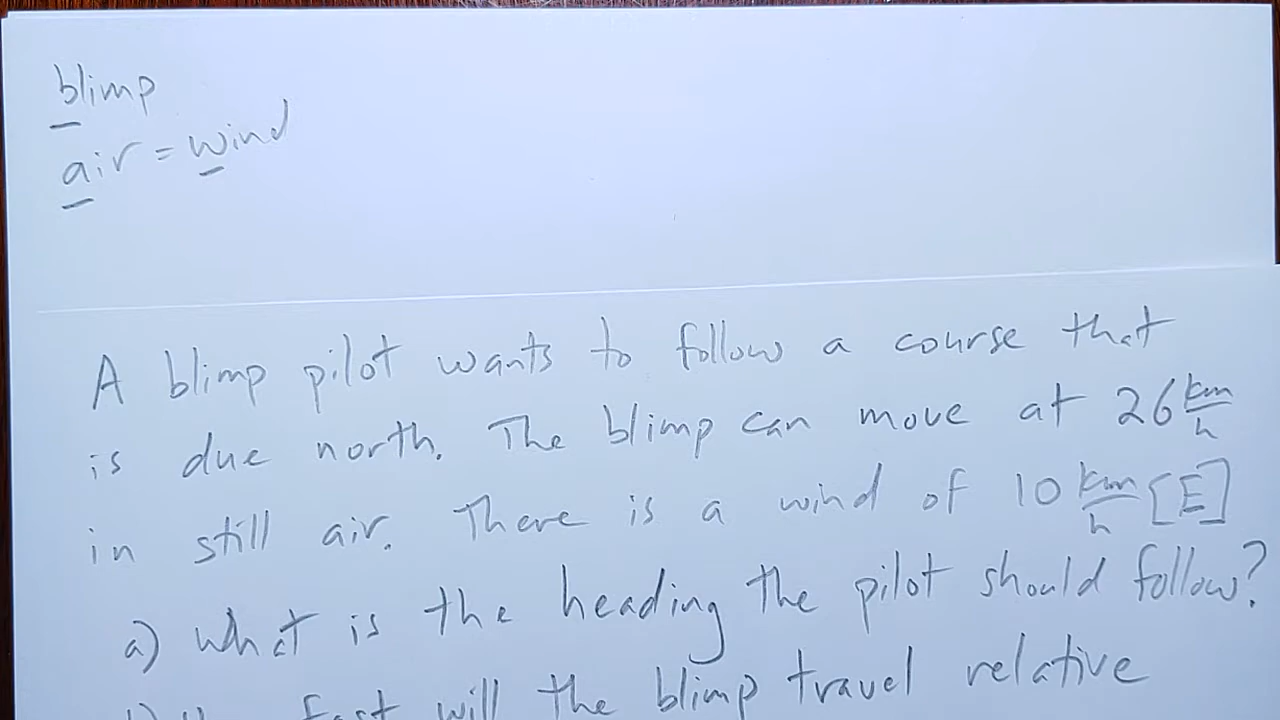 blimp
air = wind
A blimp pilot wants to follow a course that
is due north. The blimp can move at 26 km/h
in still air. There is a wind of 10 km/h [E]
a) What is the heading the pilot should follow?
fast will the blimp travel relative